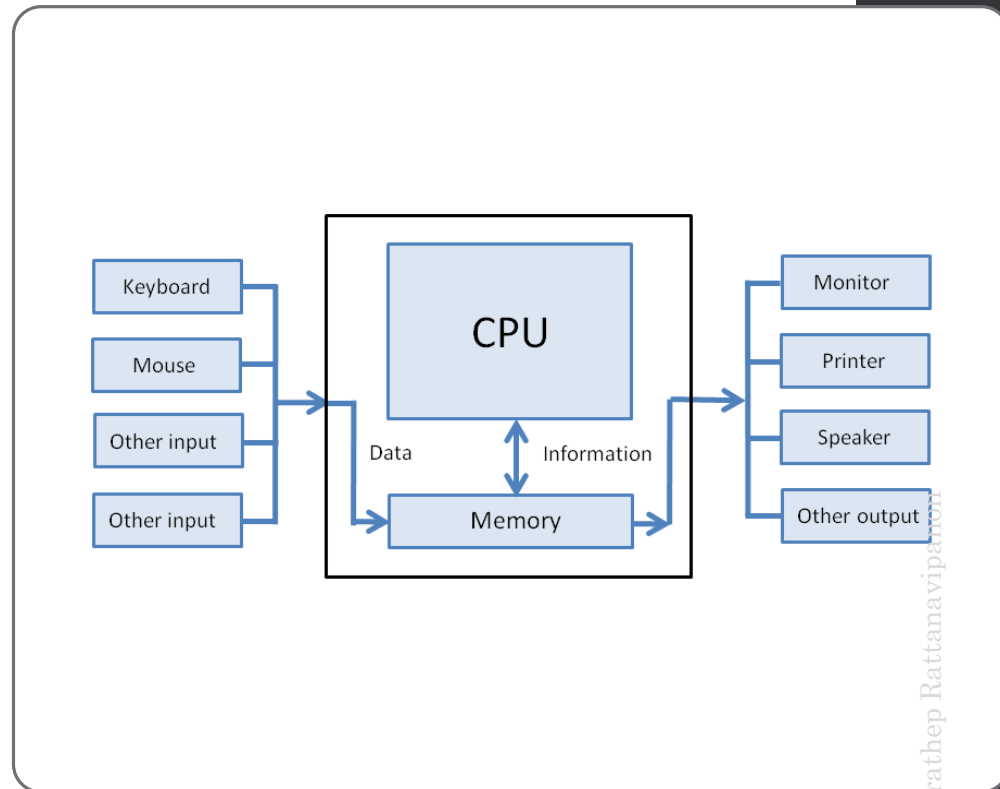 Keyboard
Mouse
Other input
Other input
CPU
Data
Information
Memory
Monitor
Printer
Speaker
Other output
rathep Rattanavipanon